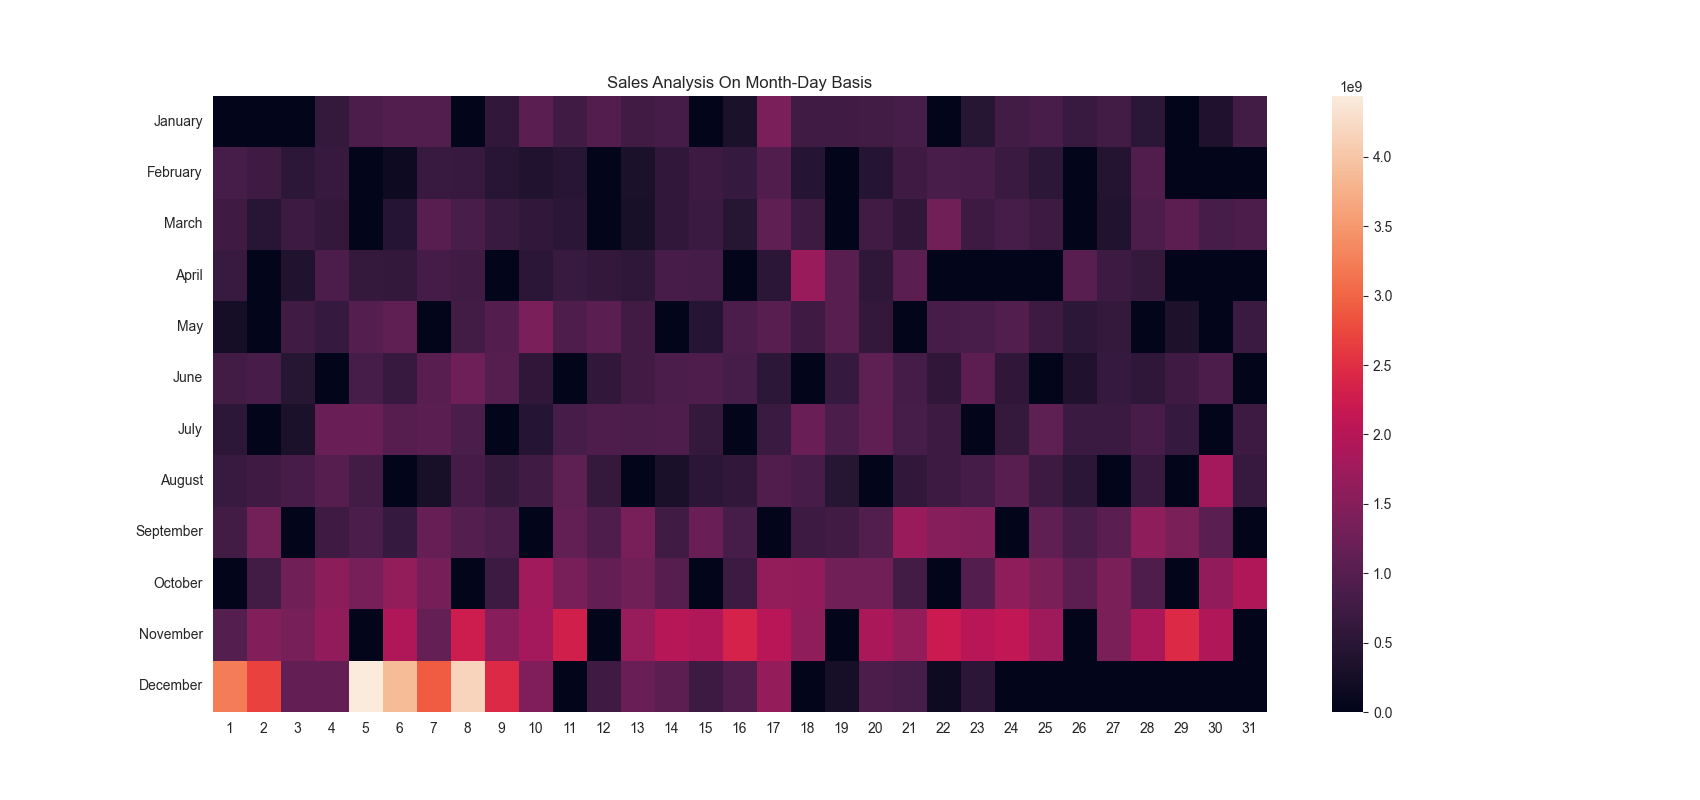 Sales Analysis On Month-Day Basis
1e9
January
February
March
April
May
June
July
August
September
October
November
December
1 2 3 4 5 6 7 8 9 10 11 12 13 14 15 16 17 18 19 20 21 22 23 24 25 26 27 28 29 30 31
4.0
3.5
3.0
2.5
2.0
1.5
1.0
0.5
0.0